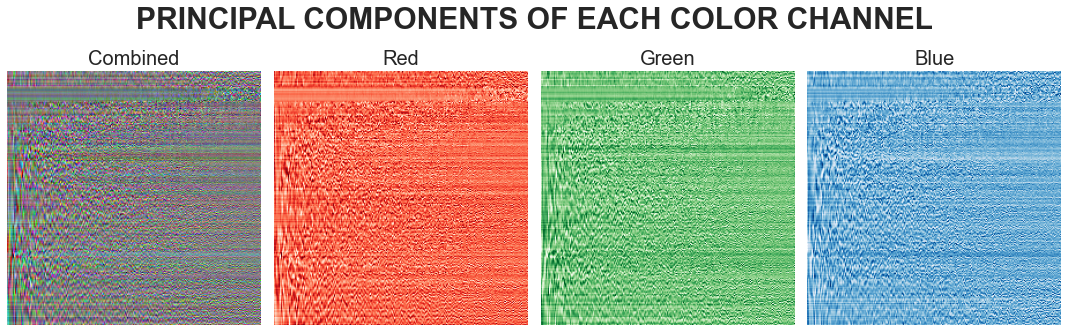 PRINCIPAL COMPONENTS OF EACH COLOR CHANNEL
Combined Red Green Blue